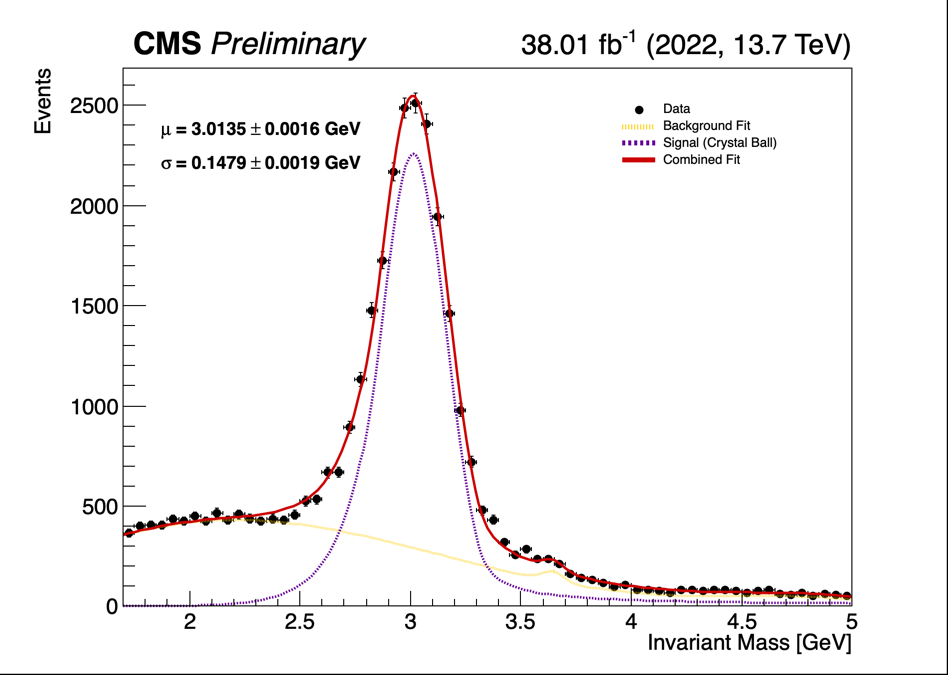 CMS Preliminary
38.01 fb-1 (2022, 13.7 TeV)
Events
2500
2000
1500
1000
500
0
μ = 3.0135 ± 0.0016 GeV
σ = 0.1479 ± 0.0019 GeV
Data
Background Fit
Signal (Crystal Ball)
Combined Fit
2 2.5 3 3.5 4 4.5 5
Invariant Mass [GeV]